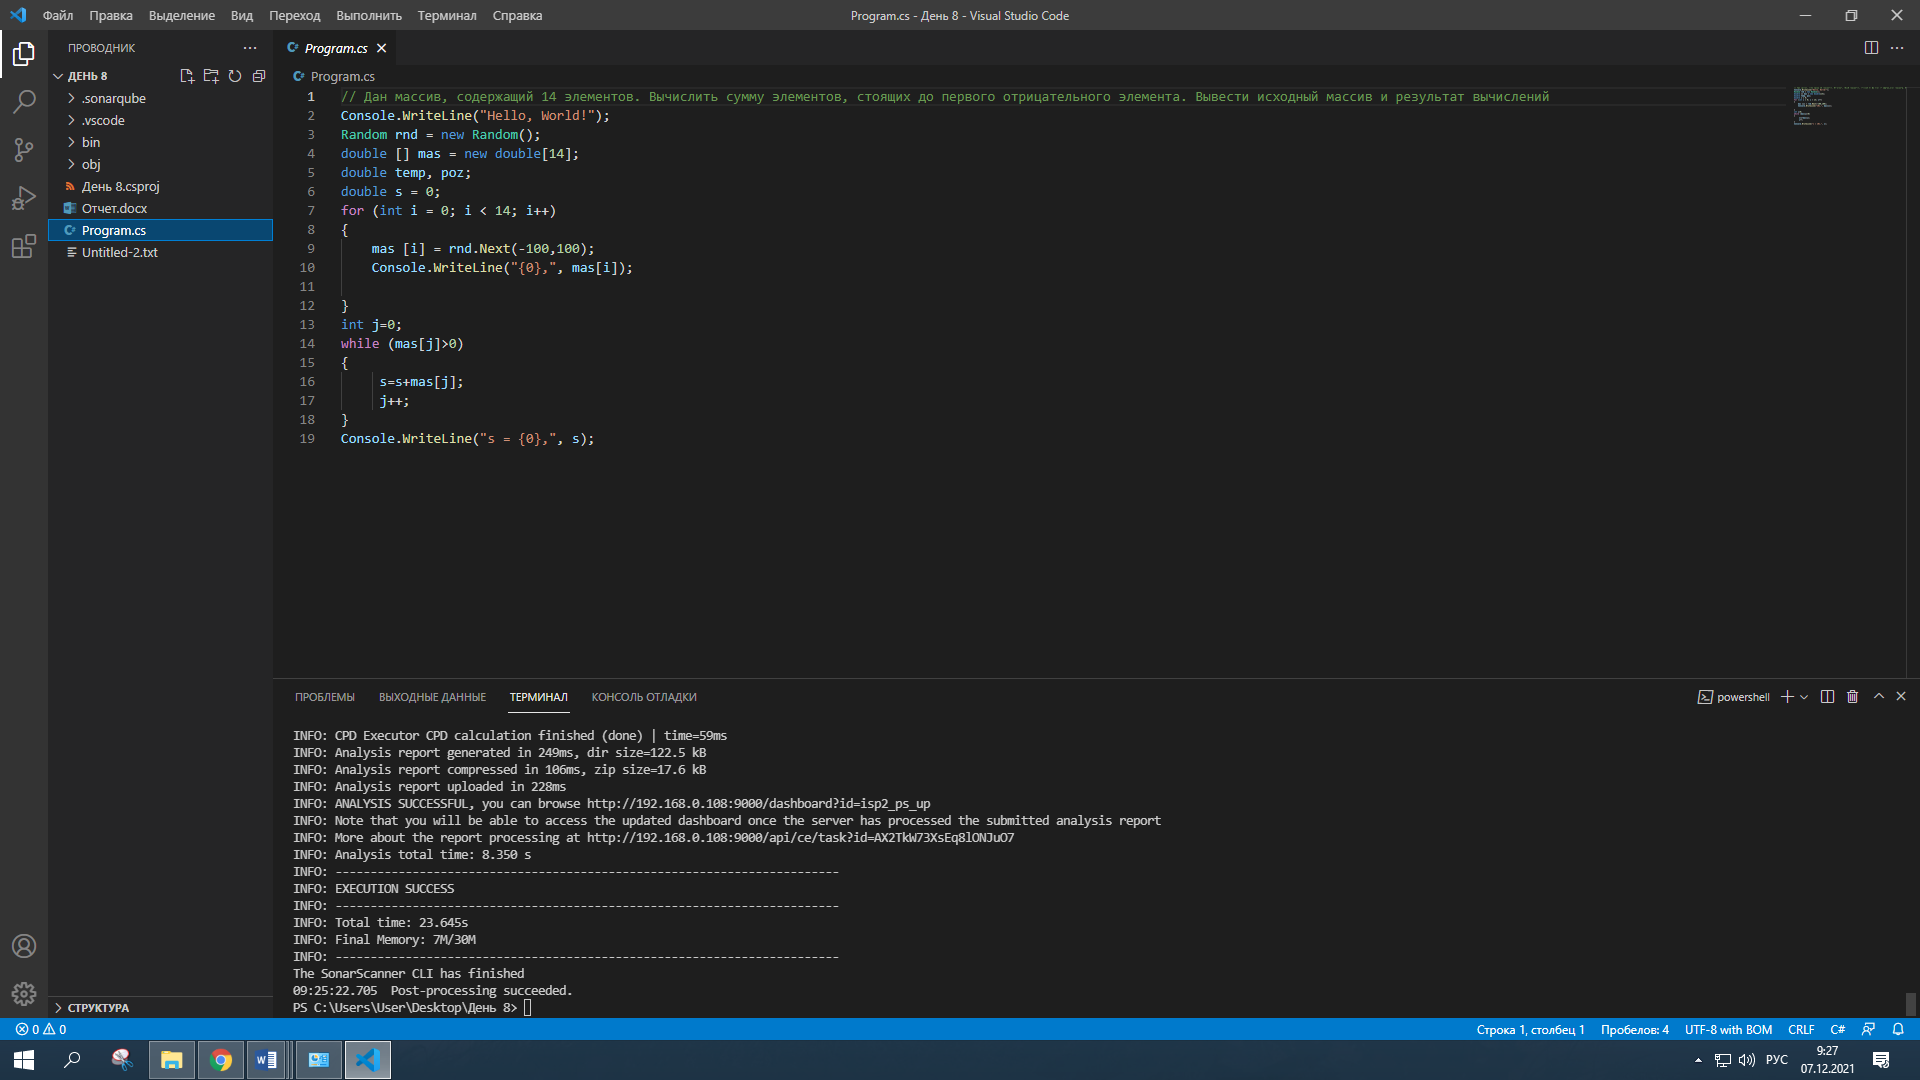 Файл Правка Выделение Вид Переход Выполнить Терминал Справка
Program.cs - День 8 - Visual Studio Code
ПРОВОДНИК
ДЕНЬ 8
.sonarqube
.vscode
bin
obj
День 8.csproj
Отчет.docx
Program.cs
Untitled-2.txt
СТРУКТУРА
Program.cs
Program.cs
1 // Дан массив, содержащий 14 элементов. Вычислить сумму элементов, стоящих до первого отрицательного элемента. Вывести исходный массив и результат вычислений
2 Console.WriteLine("Hello, World!");
3 Random rnd = new Random();
4 double [] mas = new double[14];
5 double temp, poz;
6 double s = 0;
7 for (int i = 0; i < 14; i++)
8 {
9 mas [i] = rnd.Next(-100,100);
10 Console.WriteLine("{0},", mas[i]);
11
12 }
13 int j=0;
14 while (mas[j]>0)
15 {
16 s=s+mas[j];
17 j++;
18 }
19 Console.WriteLine("s = {0},", s);
ПРОБЛЕМЫ ВЫХОДНЫЕ ДАННЫЕ ТЕРМИНАЛ КОНСОЛЬ ОТЛАДКИ
powershell
INFO: CPD Executor CPD calculation finished (done) | time=59ms
INFO: Analysis report generated in 249ms, dir size=122.5 kB
INFO: Analysis report compressed in 106ms, zip size=17.6 kB
INFO: Analysis report uploaded in 228ms
INFO: ANALYSIS SUCCESSFUL, you can browse http://192.168.0.108:9000/dashboard?id=isp2_ps_up
INFO: Note that you will be able to access the updated dashboard once the server has processed the submitted analysis report
INFO: More about the report processing at http://192.168.0.108:9000/api/ce/task?id=AX2TkW73XsEq8lONJuO7
INFO: Analysis total time: 8.350 s
INFO: ------------------------------------------------------------------------
INFO: EXECUTION SUCCESS
INFO: ------------------------------------------------------------------------
INFO: Total time: 23.645s
INFO: Final Memory: 7M/30M
INFO: ------------------------------------------------------------------------
The SonarScanner CLI has finished
09:25:22.705  Post-processing succeeded.
PS C:\Users\User\Desktop\День 8>
0 0
Строка 1, столбец 1 Пробелов: 4 UTF-8 with BOM CRLF C#
РУС
9:27
07.12.2021